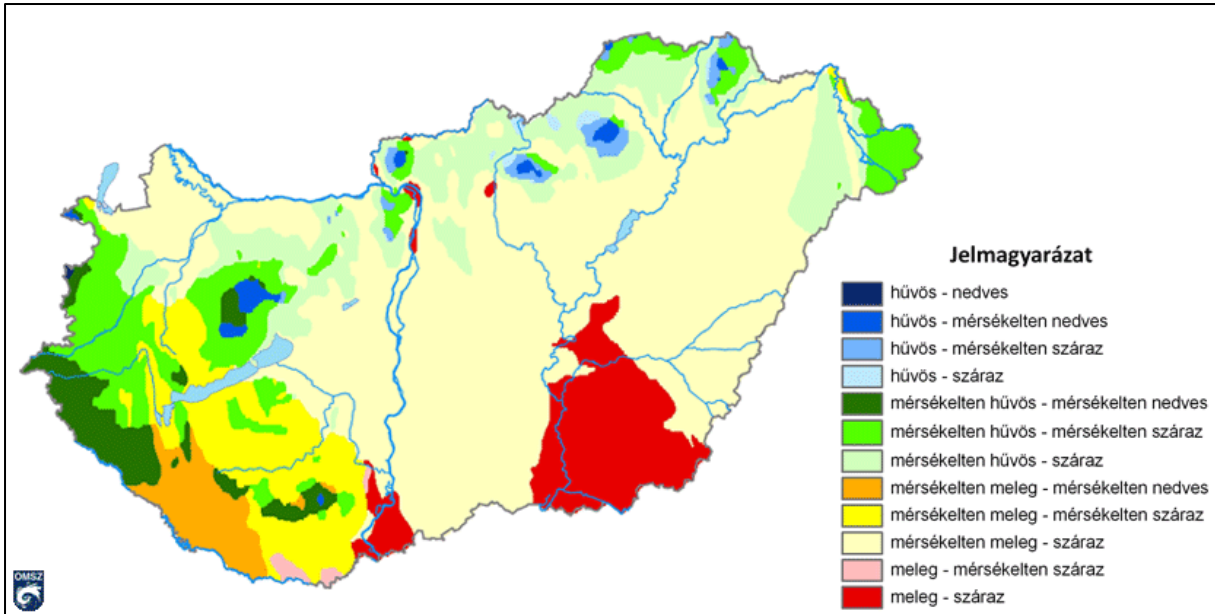 Jelmagyarázat
hűvös - nedves
hűvös - mérsékelten nedves
hűvös - mérsékelten száraz
hűvös - száraz
mérsékelten hűvös - mérsékelten nedves
mérsékelten hűvös - mérsékelten száraz
mérsékelten hűvös - száraz
mérsékelten meleg - mérsékelten nedves
mérsékelten meleg - mérsékelten száraz
mérsékelten meleg - száraz
meleg - mérsékelten száraz
meleg - száraz
OMSZ